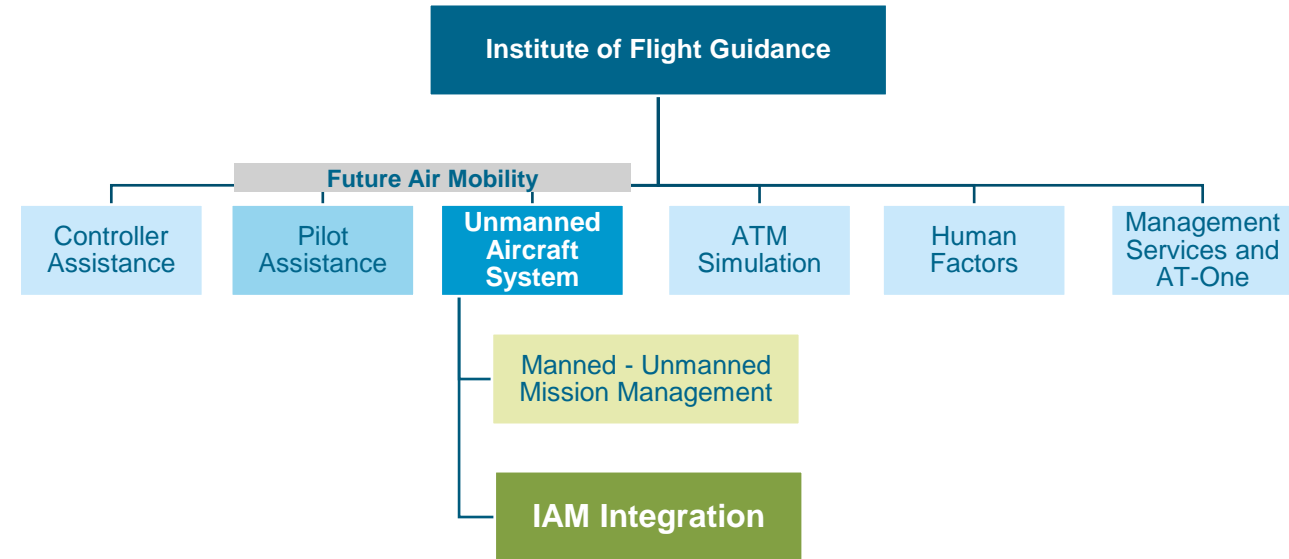 Institute of Flight Guidance
Future Air Mobility
Controller
Assistance
Pilot
Assistance
Unmanned
Aircraft
System
ATM
Simulation
Human
Factors
Management
Services and
AT-One
Manned - Unmanned
Mission Management
IAM Integration